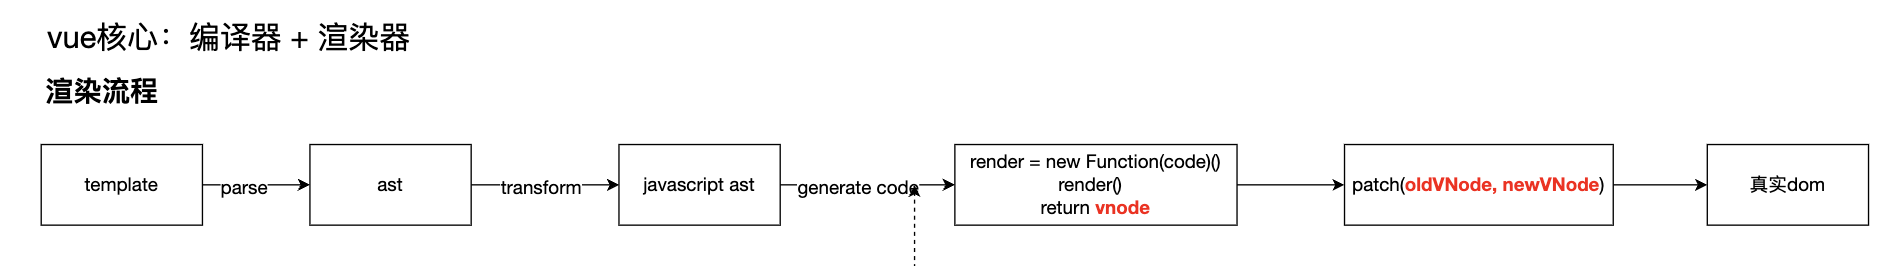 vue核心：编译器 + 渲染器
渲染流程
template
parse
ast
transform
javascript ast
generate code
render = new Function(code)()
render()
return vnode
patch(oldVNode, newVNode)
真实dom